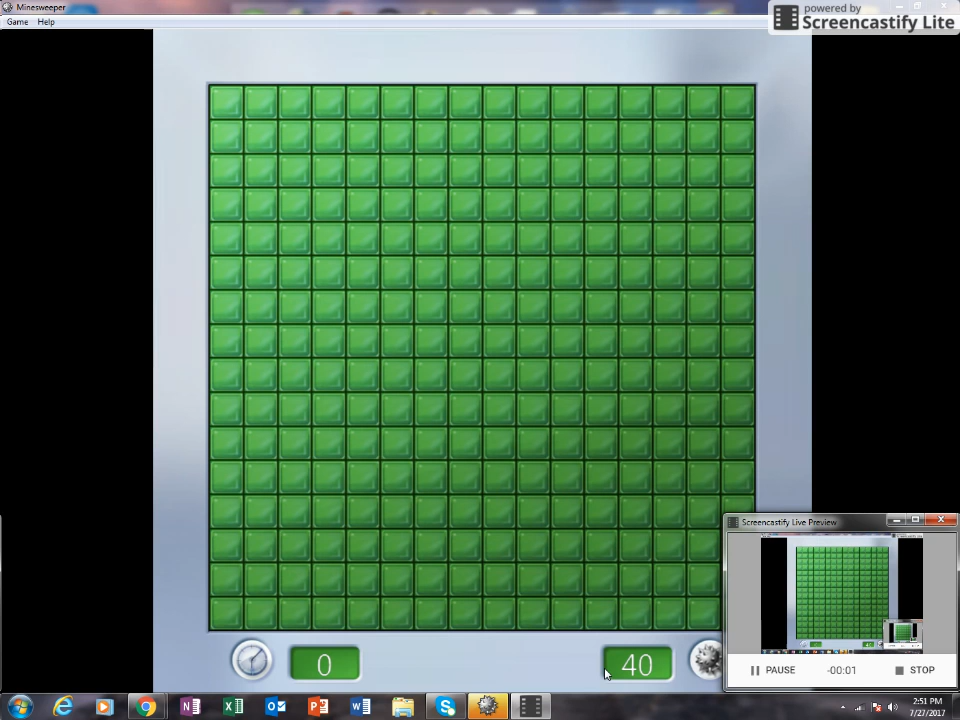 Minesweeper
Game Help
powered by
Screencastify Lite
Screencastify Live Preview
PAUSE -00:01 STOP
0
40
2:51 PM
7/27/2017